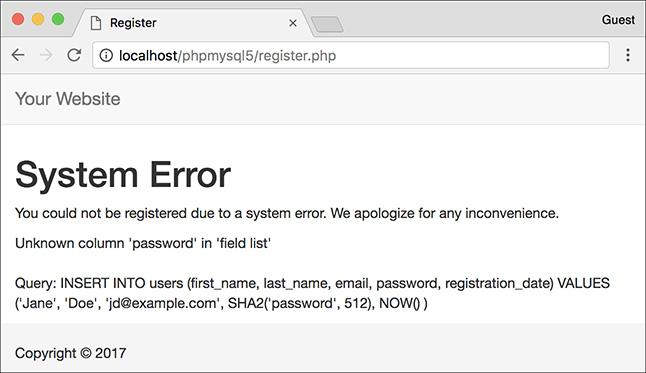 Register
Guest
localhost/phpmysql5/register.php
Your Website
System Error
You could not be registered due to a system error. We apologize for any inconvenience.
Unknown column 'password' in 'field list'
Query: INSERT INTO users (first_name, last_name, email, password, registration_date) VALUES
('Jane', 'Doe', 'jd@example.com', SHA2('password', 512), NOW() )
Copyright © 2017